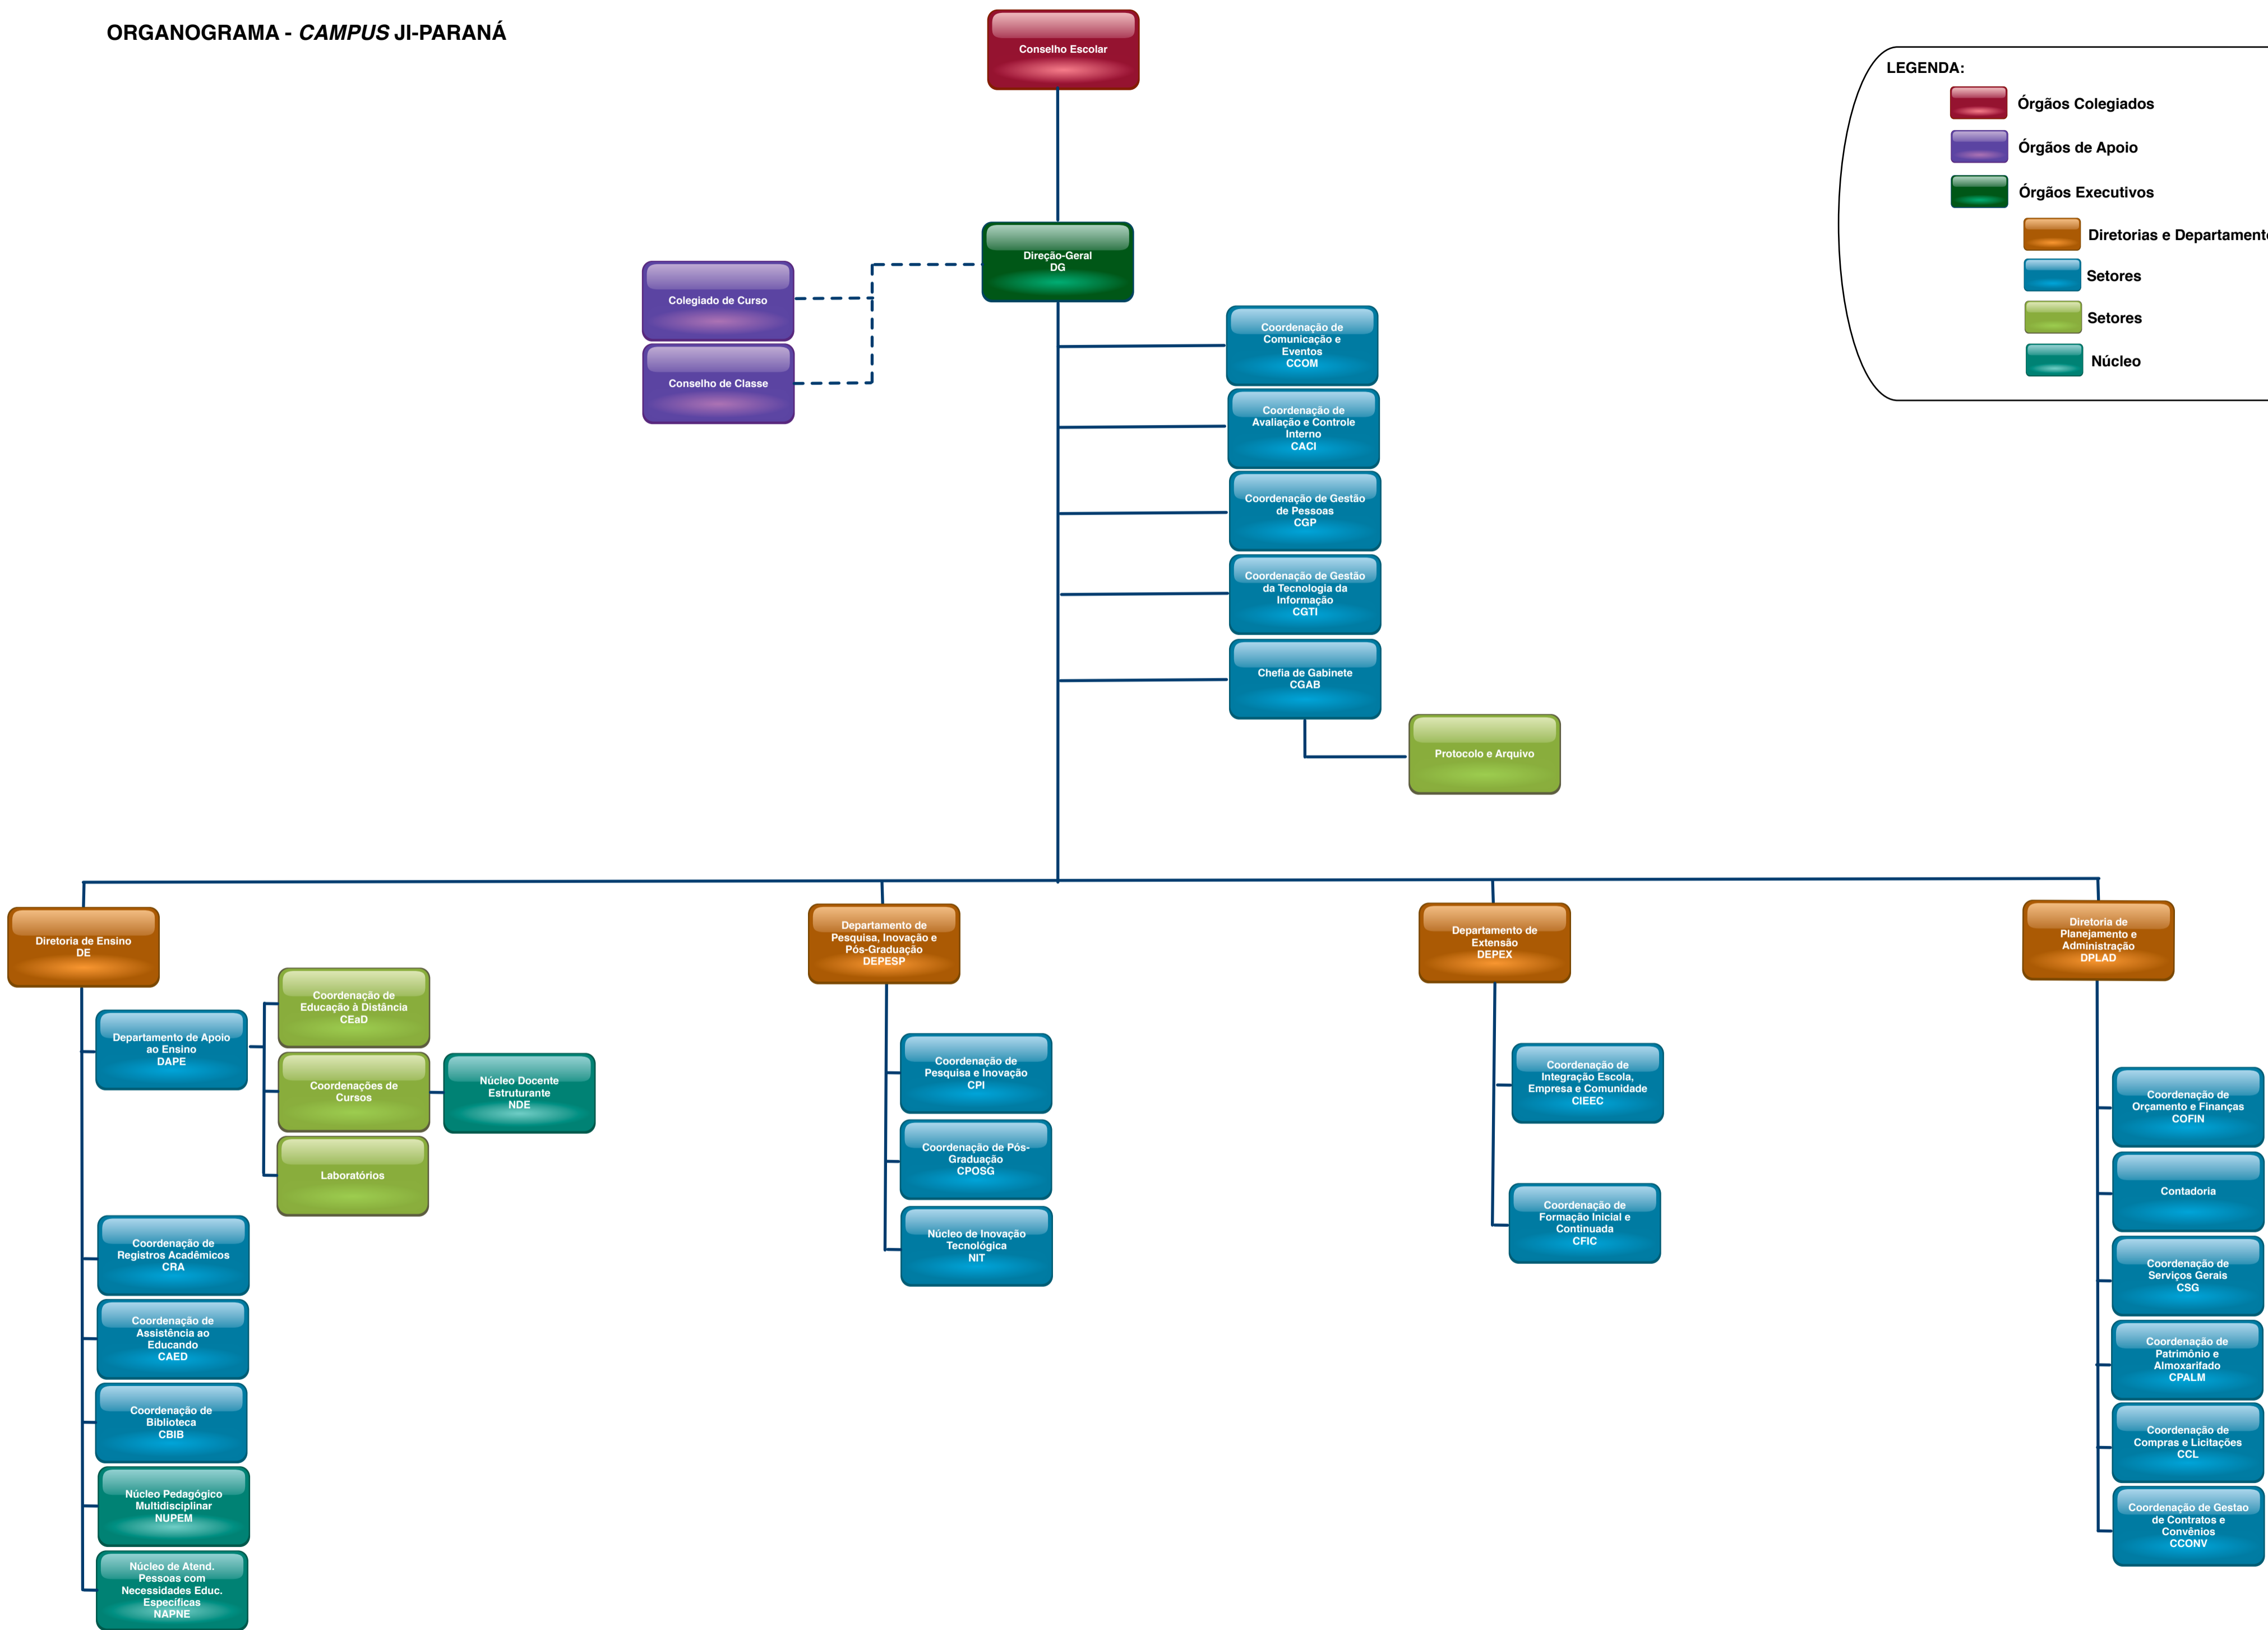 ORGANOGRAMA - CAMPUS JI-PARANÁ
Conselho Escolar
LEGENDA:
Órgãos Colegiados
Órgãos de Apoio
Órgãos Executivos
Diretorias e Departament
Setores
Setores
Núcleo
Direção-Geral
DG
Colegiado de Curso
Conselho de Classe
Coordenação de
Comunicação e
Eventos
CCOM
Coordenação de
Avaliação e Controle
Interno
CACI
Coordenação de Gestão
de Pessoas
CGP
Coordenação de Gestão
da Tecnologia da
Informação
CGTI
Chefia de Gabinete
CGAB
Protocolo e Arquivo
Diretoria de Ensino
DE
Departamento de Apoio
ao Ensino
DAPE
Coordenação de
Educação à Distância
CEaD
Coordenações de
Cursos
Núcleo Docente
Estruturante
NDE
Laboratórios
Coordenação de
Registros Acadêmicos
CRA
Coordenação de
Assistência ao
Educando
CAED
Coordenação de
Biblioteca
CBIB
Núcleo Pedagógico
Multidisciplinar
NUPEM
Núcleo de Atend.
Pessoas com
Necessidades Educ.
Específicas
NAPNE
Departamento de
Pesquisa, Inovação e
Pós-Graduação
DEPESP
Coordenação de
Pesquisa e Inovação
CPI
Coordenação de Pós-
Graduação
CPOSG
Núcleo de Inovação
Tecnológica
NIT
Departamento de
Extensão
DEPEX
Coordenação de
Integração Escola,
Empresa e Comunidade
CIEEC
Coordenação de
Formação Inicial e
Continuada
CFIC
Diretoria de
Planejamento e
Administração
DPLAD
Coordenação de
Orçamento e Finanças
COFIN
Contadoria
Coordenação de
Serviços Gerais
CSG
Coordenação de
Patrimônio e
Almoxarifado
CPALM
Coordenação de
Compras e Licitações
CCL
Coordenação de Gestao
de Contratos e
Convênios
CCONV